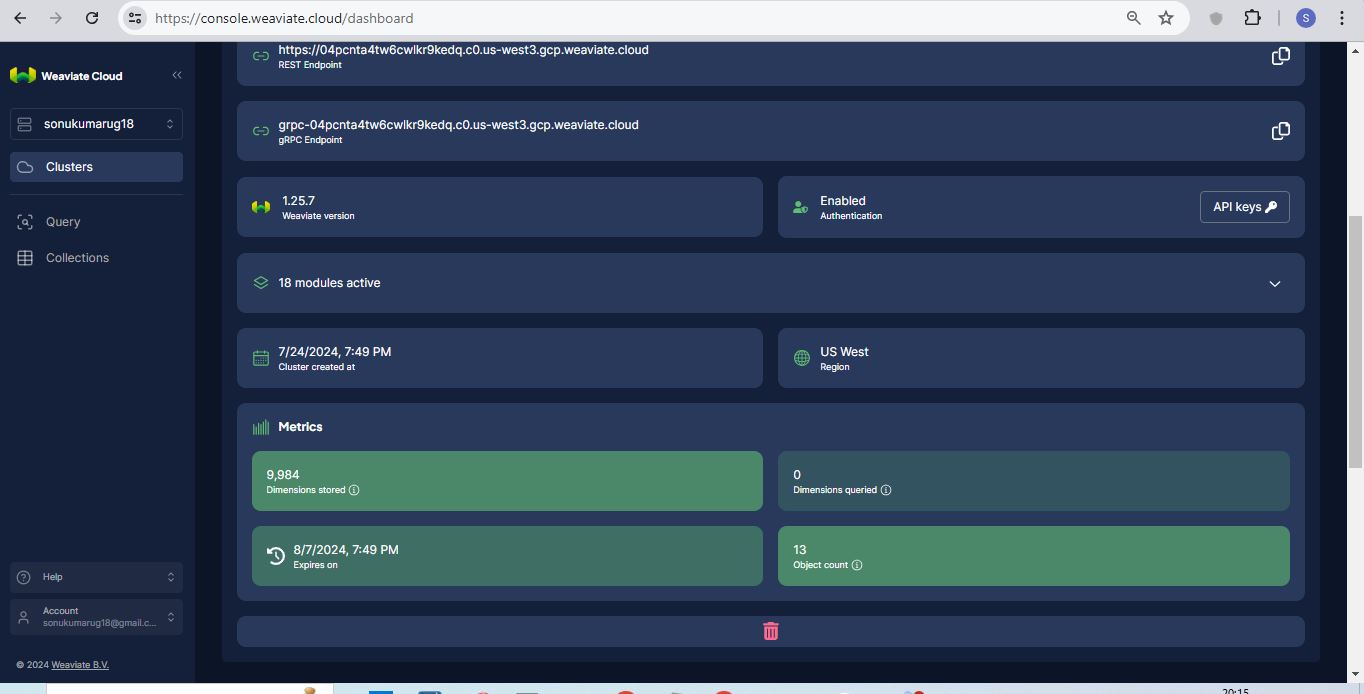 https://console.weaviate.cloud/dashboard
S
Weaviate Cloud
sonukumarug18
Clusters
Query
Collections
Help
Account
sonukumarug18@gmail.c...
© 2024 Weaviate B.V.
https://04pcnta4tw6cwlkr9kedq.c0.us-west3.gcp.weaviate.cloud
REST Endpoint
grpc-04pcnta4tw6cwlkr9kedq.c0.us-west3.gcp.weaviate.cloud
gRPC Endpoint
1.25.7
Weaviate version
Enabled
Authentication
API keys
18 modules active
7/24/2024, 7:49 PM
Cluster created at
US West
Region
Metrics
9,984
Dimensions stored
0
Dimensions queried
8/7/2024, 7:49 PM
Expires on
13
Object count
20:15